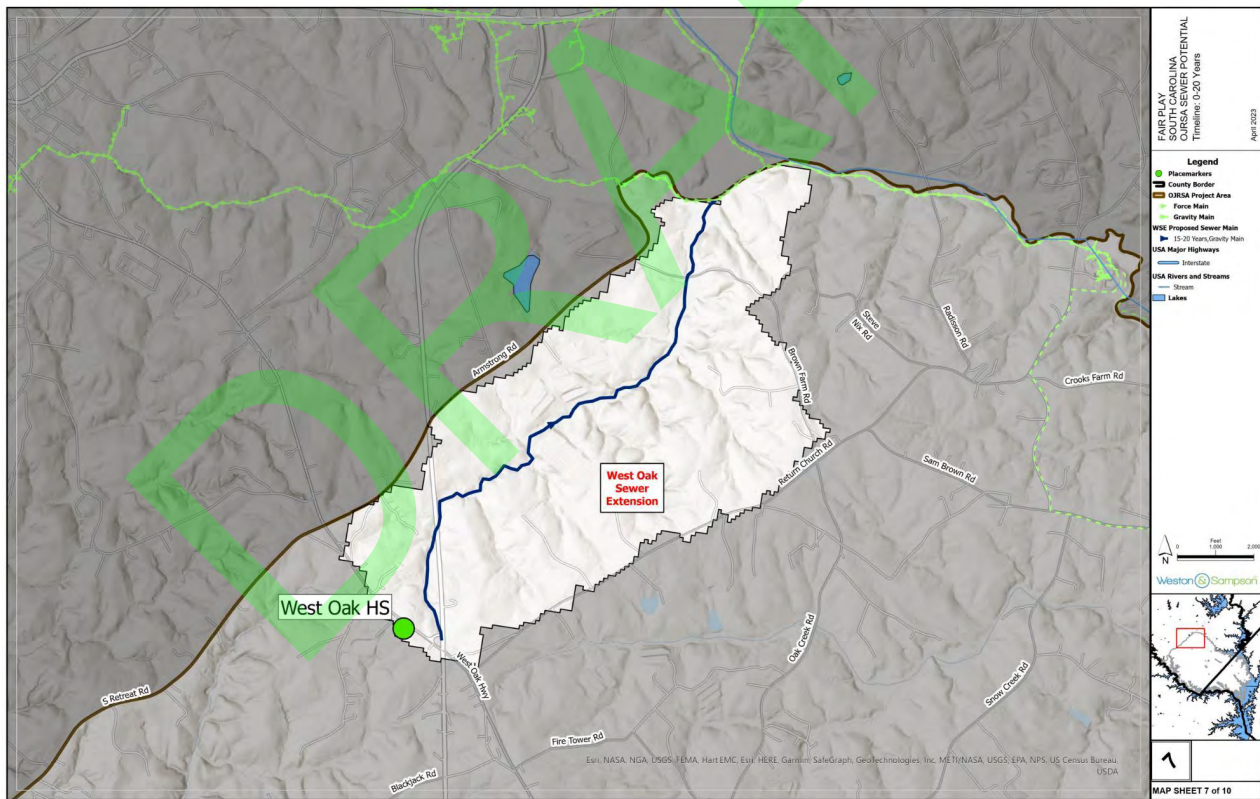 DRAFT
Armstrong Rd
Steve
Nix Rd
Radisson Rd
Crooks Farm Rd
Brown Farm Rd
Return Church Rd
Sam Brown Rd
West Oak
Sewer
Extension
West Oak HS
S Retreat Rd
West Oak Hwy
Oak Creek Rd
Snow Creek Rd
Fire Tower Rd
Blackjack Rd
Esri, NASA, NGA, USGS, FEMA, Hart EMC, Esri, HERE, Garmin, SafeGraph, GeoTechnologies, Inc, METI/NASA, USGS, EPA, NPS, US Census Bureau,
USDA
FAIR PLAY
SOUTH CAROLINA
OJRSA SEWER POTENTIAL
Timeline: 0-20 Years
April 2023
Legend
Placemarkers
County Border
OJRSA Project Area
Force Main
Gravity Main
WSE Proposed Sewer Main
15-20 Years,Gravity Main
USA Major Highways
Interstate
USA Rivers and Streams
Stream
Lakes
N
Feet
0 1,000 2,000
Weston & Sampson
7
MAP SHEET 7 of 10